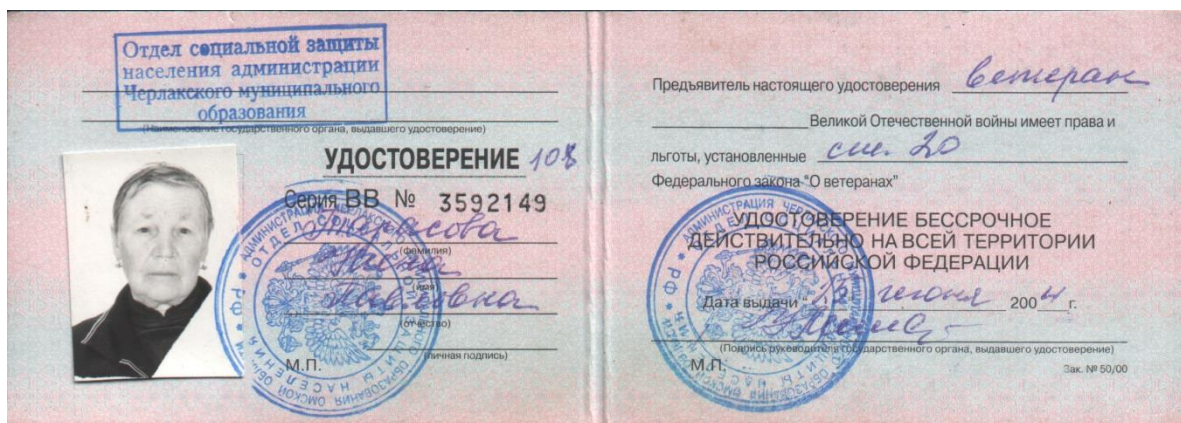 Отдел социальной защиты
населения администрации
Черлакского муниципального
образования
(Наименование государственного органа, выдавшего удостоверение)
УДОСТОВЕРЕНИЕ 108
Серия ВВ № 3592149
(фамилия)
(имя)
Павловна
(отчество)
(личная подпись)
М.П.
Предъявитель настоящего удостоверения ветеран
Великой Отечественной войны имеет права и
льготы, установленные ст. 20
Федерального закона "О ветеранах"
УДОСТОВЕРЕНИЕ БЕССРОЧНОЕ
ДЕЙСТВИТЕЛЬНО НА ВСЕЙ ТЕРРИТОРИИ
РОССИЙСКОЙ ФЕДЕРАЦИИ
Дата выдачи " " 2004 г.
(Подпись руководителя государственного органа, выдавшего удостоверение)
М.П.
Зак. № 50/00